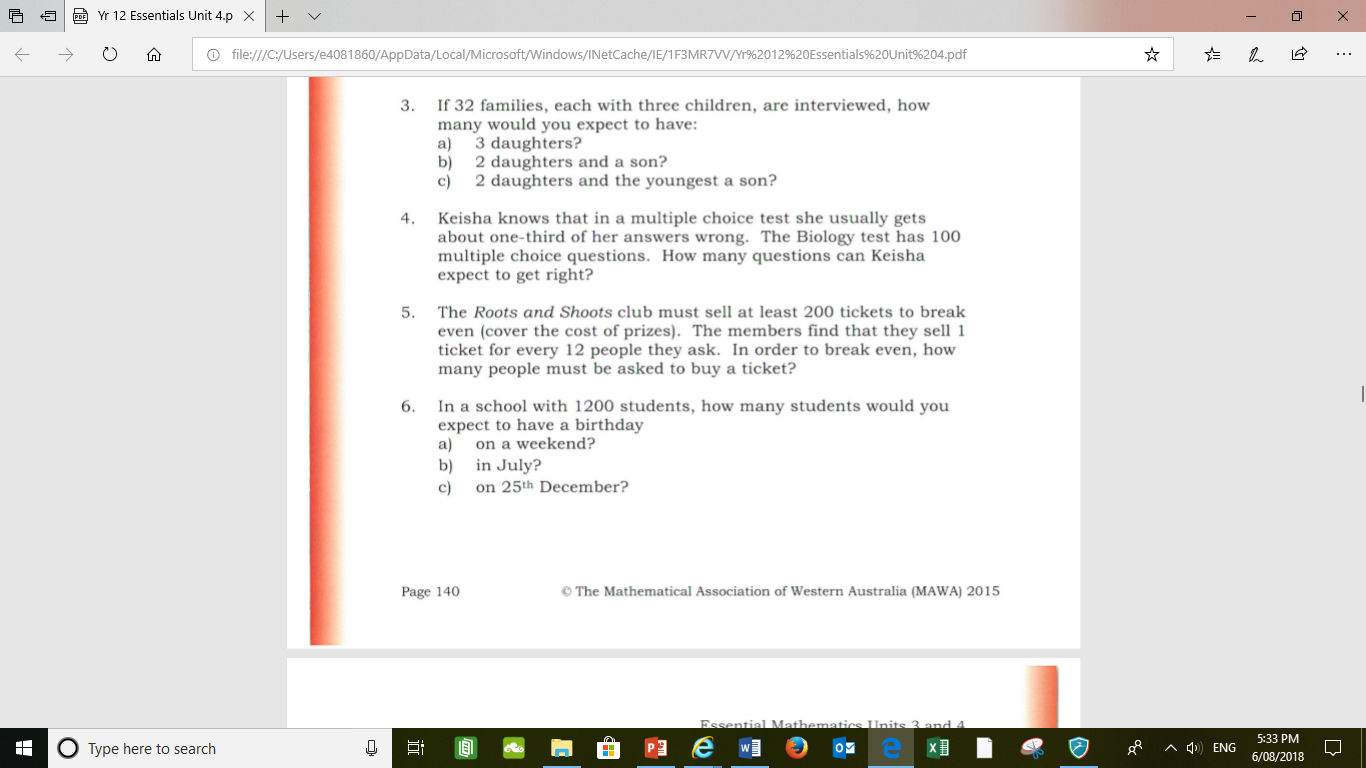 Yr 12 Essentials Unit 4.p
file:///C:/Users/e4081860/AppData/Local/Microsoft/Windows/INetCache/IE/1F3MR7VV/Yr%2012%20Essentials%20Unit%204.pdf
3. If 32 families, each with three children, are interviewed, how
many would you expect to have:
a) 3 daughters?
b) 2 daughters and a son?
c) 2 daughters and the youngest a son?
4. Keisha knows that in a multiple choice test she usually gets
about one-third of her answers wrong. The Biology test has 100
multiple choice questions. How many questions can Keisha
expect to get right?
5. The Roots and Shoots club must sell at least 200 tickets to break
even (cover the cost of prizes). The members find that they sell 1
ticket for every 12 people they ask. In order to break even, how
many people must be asked to buy a ticket?
6. In a school with 1200 students, how many students would you
expect to have a birthday
a) on a weekend?
b) in July?
c) on 25th December?
Page 140 © The Mathematical Association of Western Australia (MAWA) 2015
Essential Mathematics Units 3 and 4
Type here to search
ENG
5:33 PM
6/08/2018